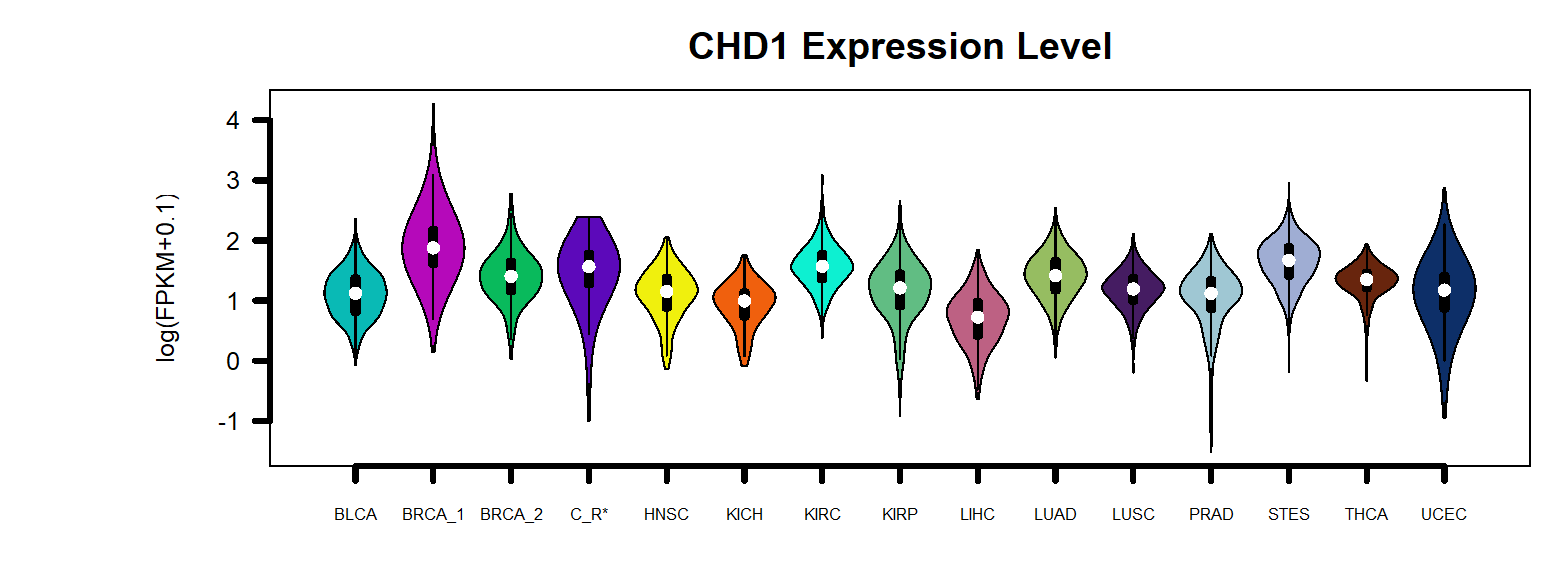 CHD1 Expression Level
log(FPKM+0.1)
4
3
2
1
0
-1
BLCA BRCA_1 BRCA_2 C_R* HNSC KICH KIRC KIRP LIHC LUAD LUSC PRAD STES THCA UCEC